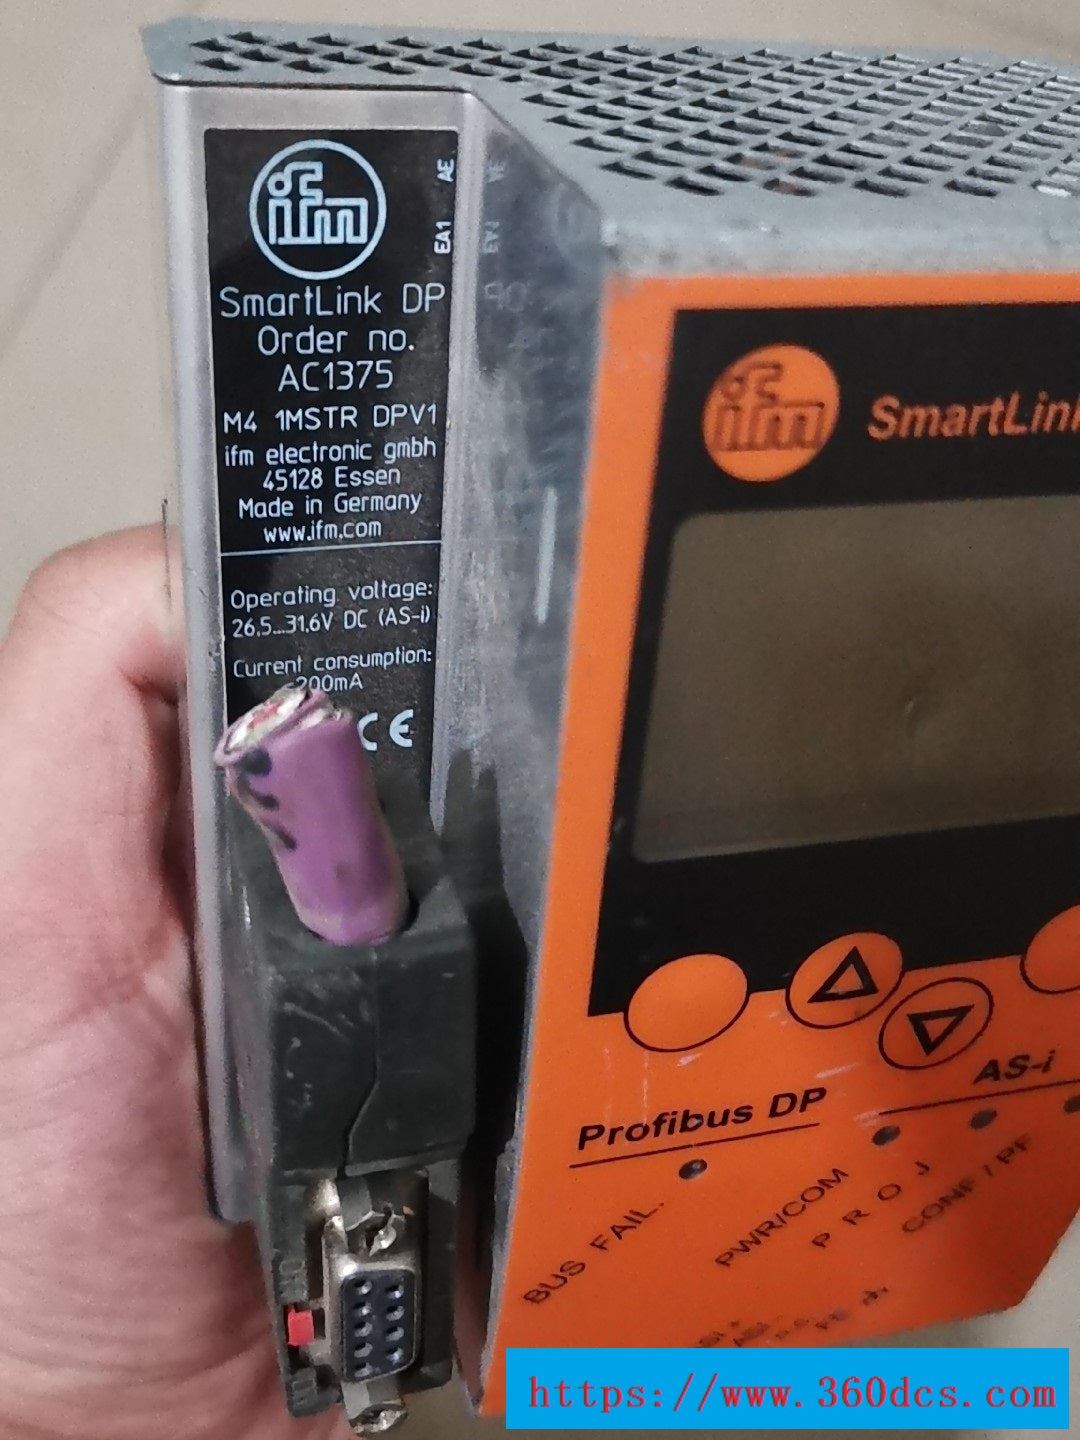 ifm
AE
EA1
SmartLink DP
Order no.
AC1375
M4 1MSTR DPV1
ifm electronic gmbh
45128 Essen
Made in Germany
www.ifm.com
Operating voltage:
26,5...31,6V DC (AS-i)
Current consumption:
200mA
CE
ifm SmartLink
Profibus DP
AS-i
BUS FAIL.
PWR/COM
PROJ
CONF / PF
ON
https://www.360dcs.com